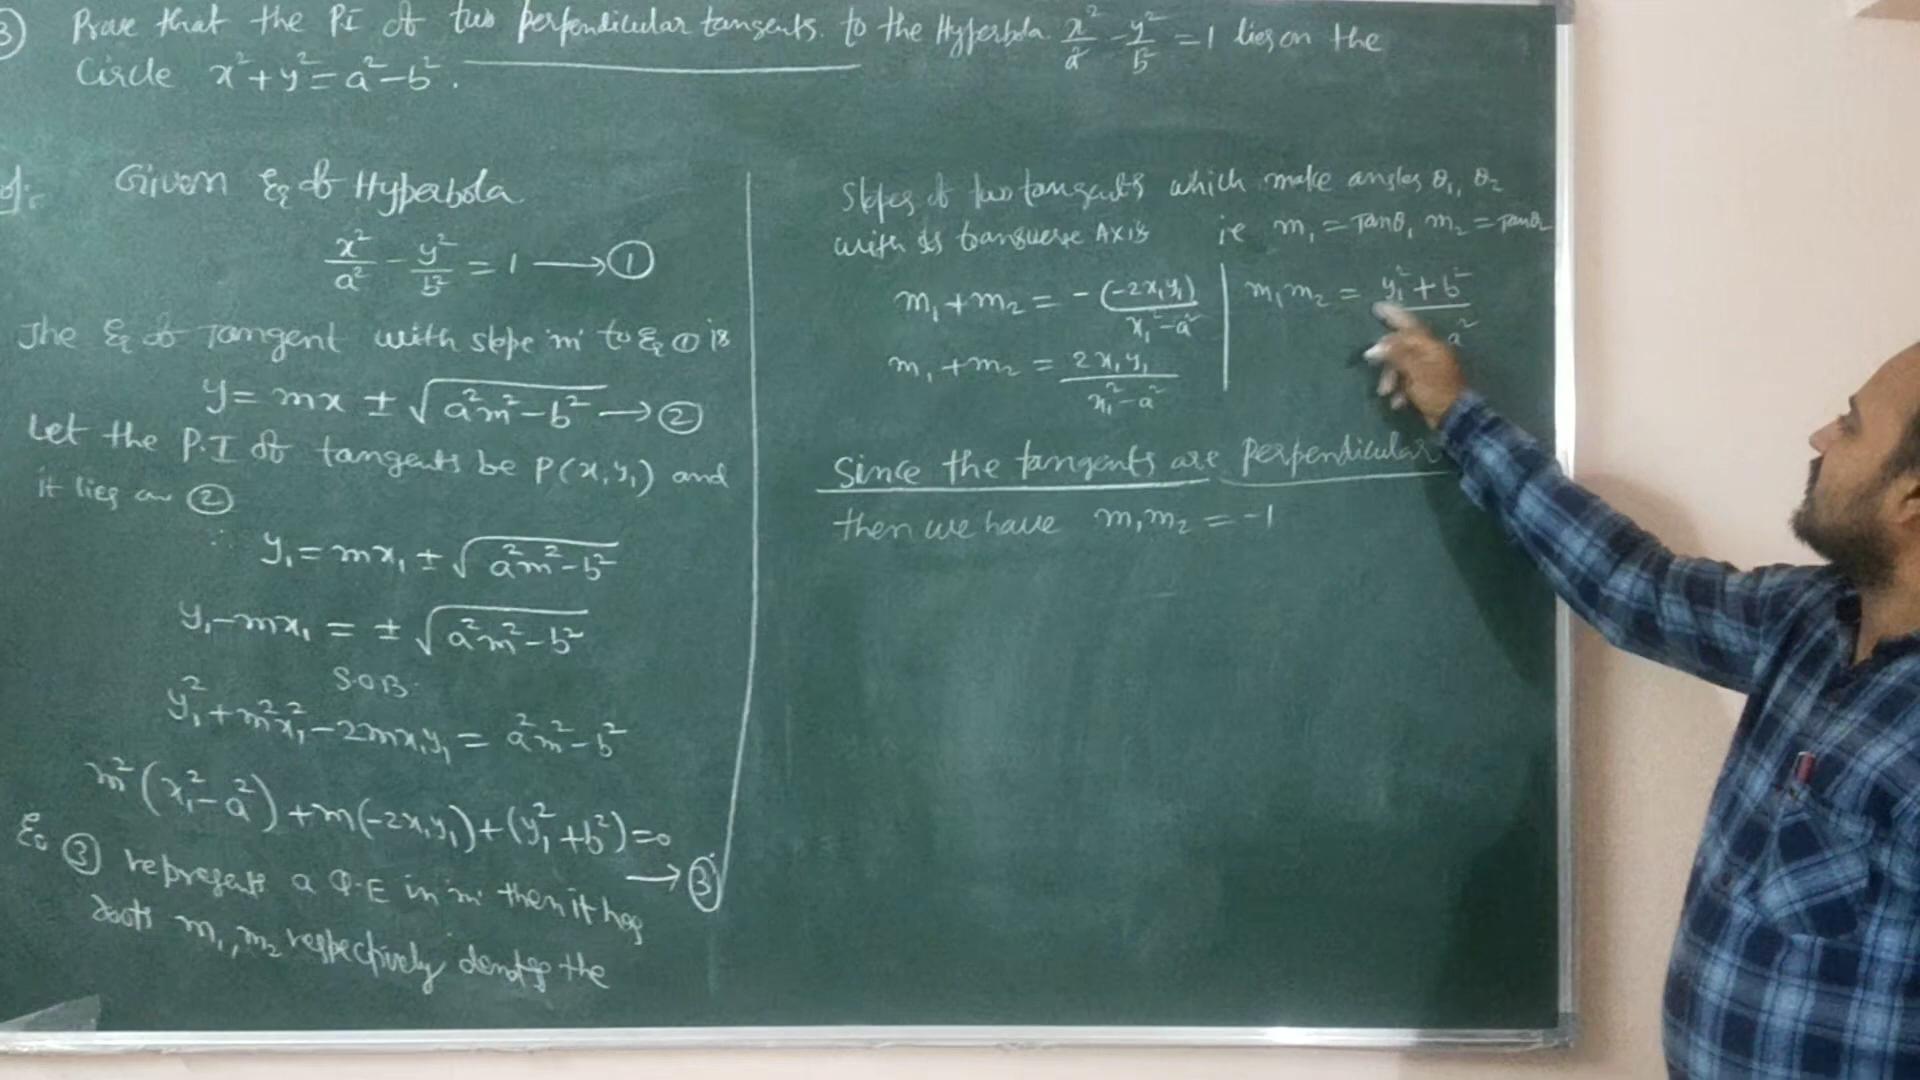 3) Prove that the PI of two perpendicular tangents to the Hyperbola x²/a² - y²/b² = 1 lies on the
Circle x² + y² = a² - b².
Given Eq of Hyperbola
x²/a² - y²/b² = 1 → ①
The Eq of Tangent with slope 'm' to Eq ① is
y = mx ± √(a²m² - b²) → ②
Let the P.I of tangents be P(x₁y₁) and
it lies on ②
∴ y₁ = mx₁ ± √(a²m² - b²)
y₁ - mx₁ = ± √(a²m² - b²)
S.O.B.
y₁² + m²x₁² - 2mx₁y₁ = a²m² - b²
m²(x₁² - a²) + m(-2x₁y₁) + (y₁² + b²) = 0
→ ③
Eq ③ represents a Q.E in 'm' then it has
roots m₁, m₂ respectively denotes the
Slopes of two tangents which make angles θ₁, θ₂
with its transverse Axis ie m₁ = Tanθ₁ m₂ = Tanθ₂
m₁ + m₂ = -(-2x₁y₁)/(x₁² - a²) | m₁m₂ = (y₁² + b²)/ a²
m₁ + m₂ = 2x₁y₁/(x₁² - a²)
Since the tangents are perpendicular
then we have m₁m₂ = -1